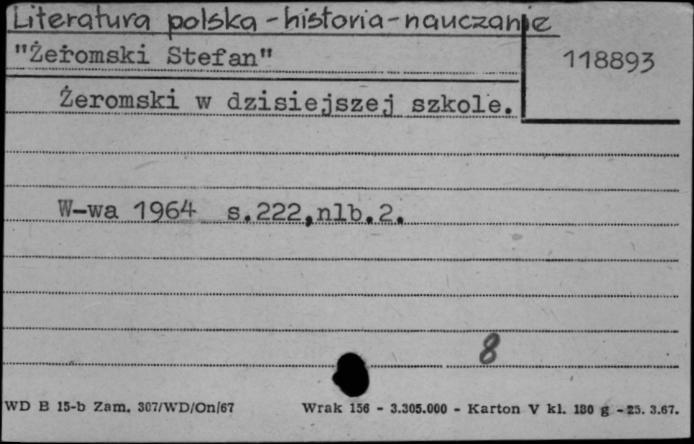 Literatura polska - historia - nauczanie
"Żeromski Stefan"
118893
Żeromski w dzisiejszej szkole.
W-wa 1964 s.222,nlb.2.
8
WD B 15-b Zam. 307/WD/On/67 Wrak 156 - 3.305.000 - Karton V kl. 180 g - 25. 3.67.